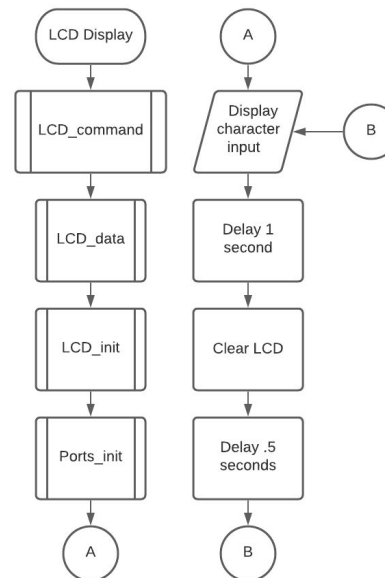 LCD Display
LCD_command
LCD_data
LCD_init
Ports_init
A
A
Display
character
input
B
Delay 1
second
Clear LCD
Delay .5
seconds
B